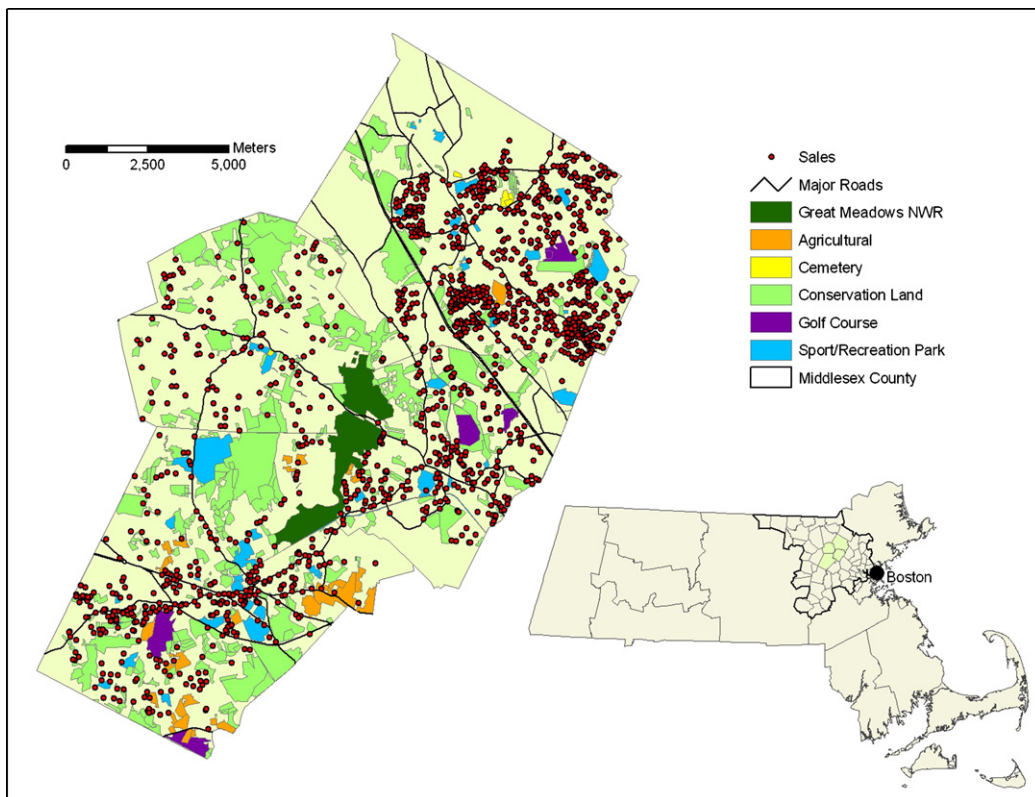 Meters
0 2,500 5,000
Sales
Major Roads
Great Meadows NWR
Agricultural
Cemetery
Conservation Land
Golf Course
Sport/Recreation Park
Middlesex County
Boston